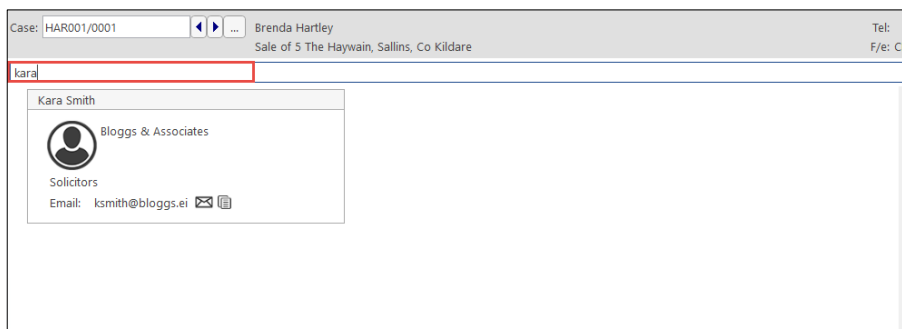 Case: HAR001/0001 ... Brenda Hartley Tel:
Sale of 5 The Haywain, Sallins, Co Kildare F/e: C
kara
Kara Smith
Bloggs & Associates
Solicitors
Email: ksmith@bloggs.ei